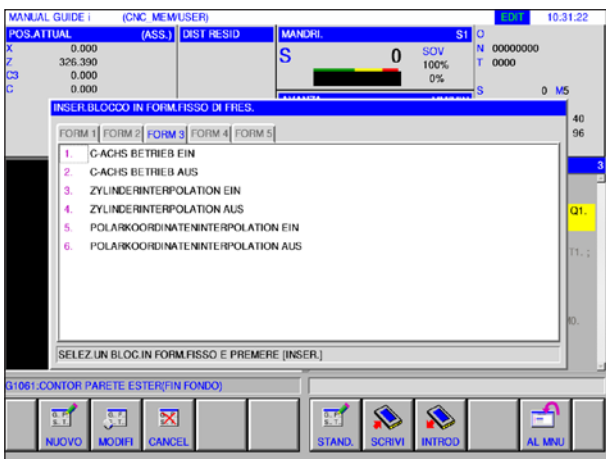 MANUAL GUIDE i (CNC_MEM/USER) EDIT 10.31.22
POS.ATTUAL (ASS.) DIST RESID MANDRI. S1 O
X 0.000 S 0 SOV N 00000000
Z 326.390 100% T 0000
C3 0.000 0%
C 0.000 S 0 M5
INSER.BLOCCO IN FORM.FISSO DI FRES.
40
FORM 1 FORM 2 FORM 3 FORM 4 FORM 5 96
1. C-ACHS BETRIEB EIN
2. C-ACHS BETRIEB AUS
3
3. ZYLINDERINTERPOLATION EIN
4. ZYLINDERINTERPOLATION AUS Q1.
5. POLARKOORDINATENINTERPOLATION EIN
6. POLARKOORDINATENINTERPOLATION AUS T1. ;
SELEZ.UN BLOC.IN FORM.FISSO E PREMERE [INSER.]
G1061:CONTOR PARETE ESTER(FIN FONDO)
NUOVO MODIFI CANCEL STAND. SCRIVI INTROD AL MNU